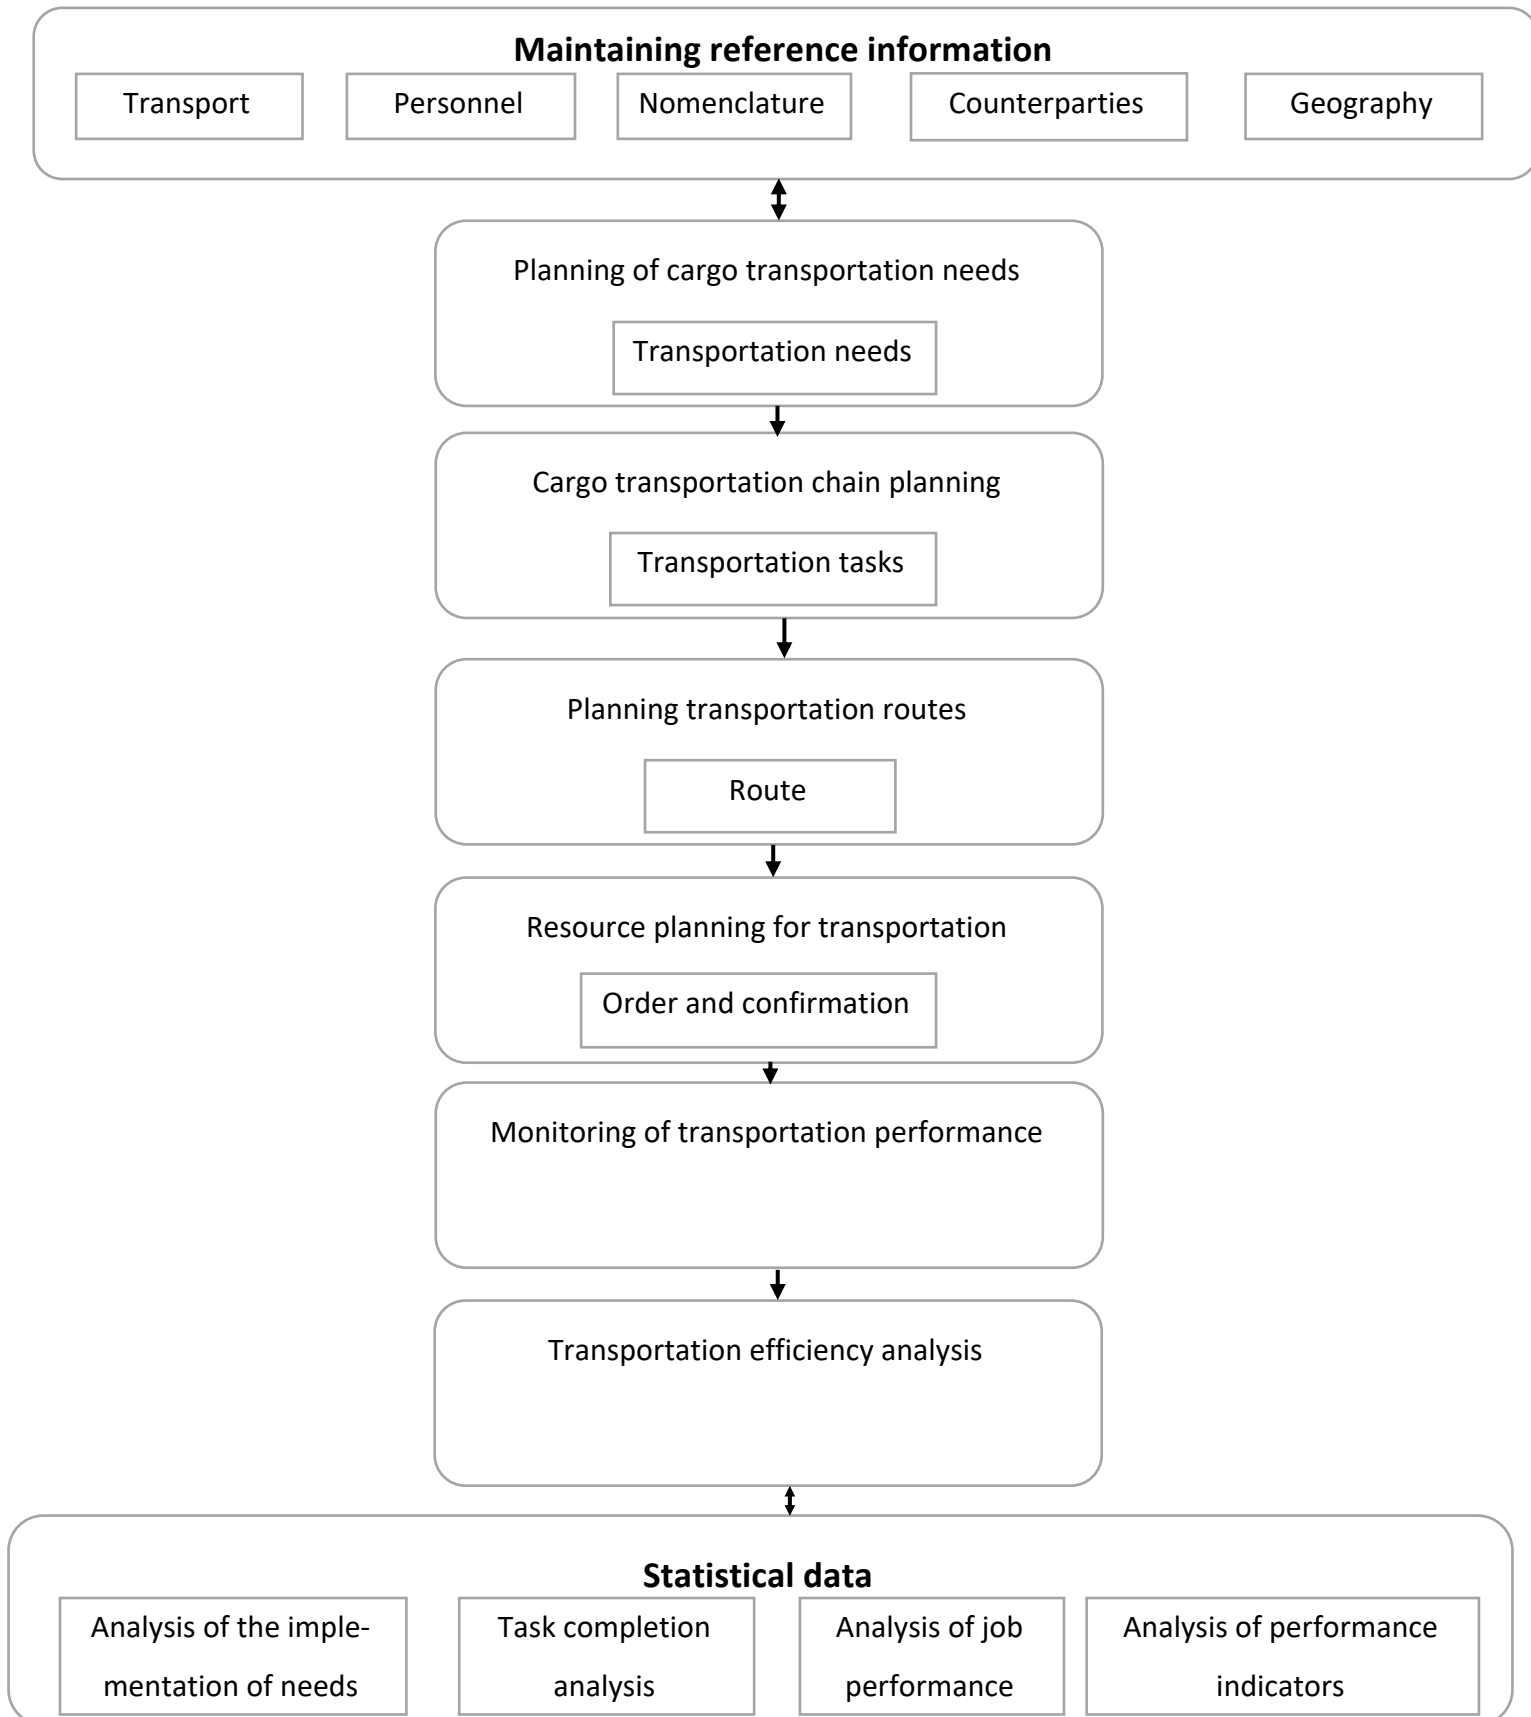 Maintaining reference information
Transport
Personnel
Nomenclature
Counterparties
Geography
Planning of cargo transportation needs
Transportation needs
Cargo transportation chain planning
Transportation tasks
Planning transportation routes
Route
Resource planning for transportation
Order and confirmation
Monitoring of transportation performance
Transportation efficiency analysis
Statistical data
Analysis of the imple-
mentation of needs
Task completion
analysis
Analysis of job
performance
Analysis of performance
indicators